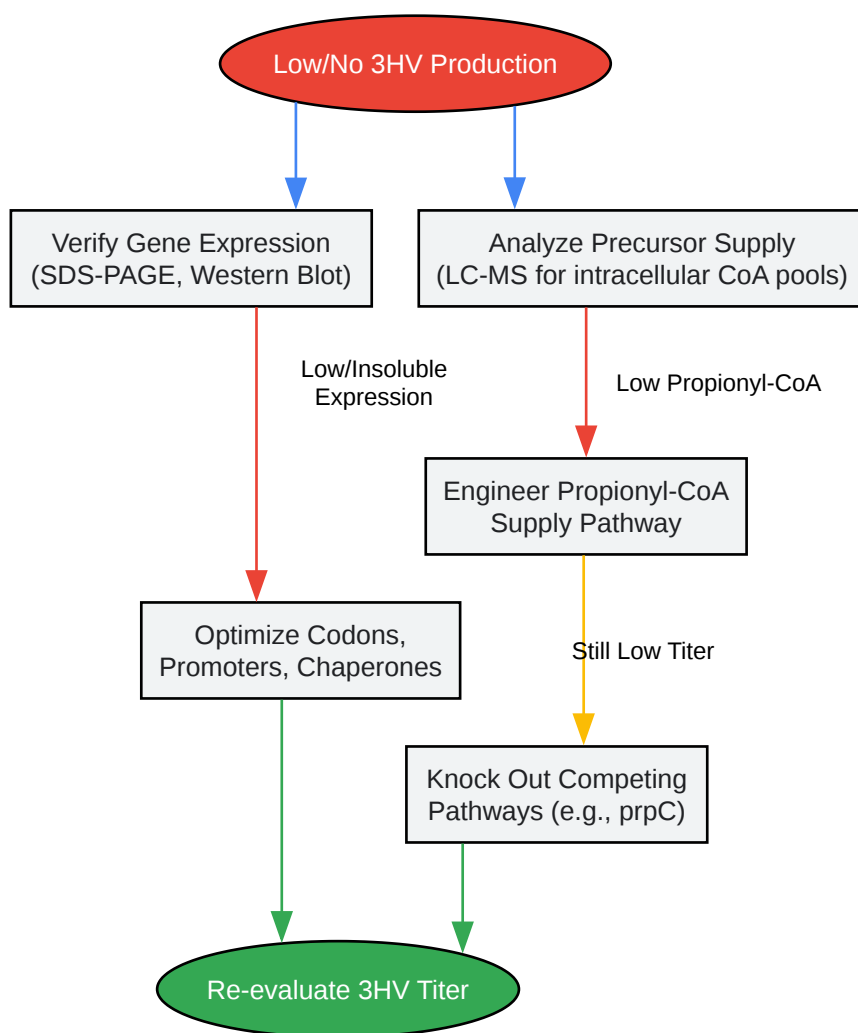 Low/No 3HV Production
Verify Gene Expression
(SDS-PAGE, Western Blot)
Analyze Precursor Supply
(LC-MS for intracellular CoA pools)
Low/Insoluble
Expression
Low Propionyl-CoA
Engineer Propionyl-CoA
Supply Pathway
Optimize Codons,
Promoters, Chaperones
Still Low Titer
Knock Out Competing
Pathways (e.g., prpC)
Re-evaluate 3HV Titer